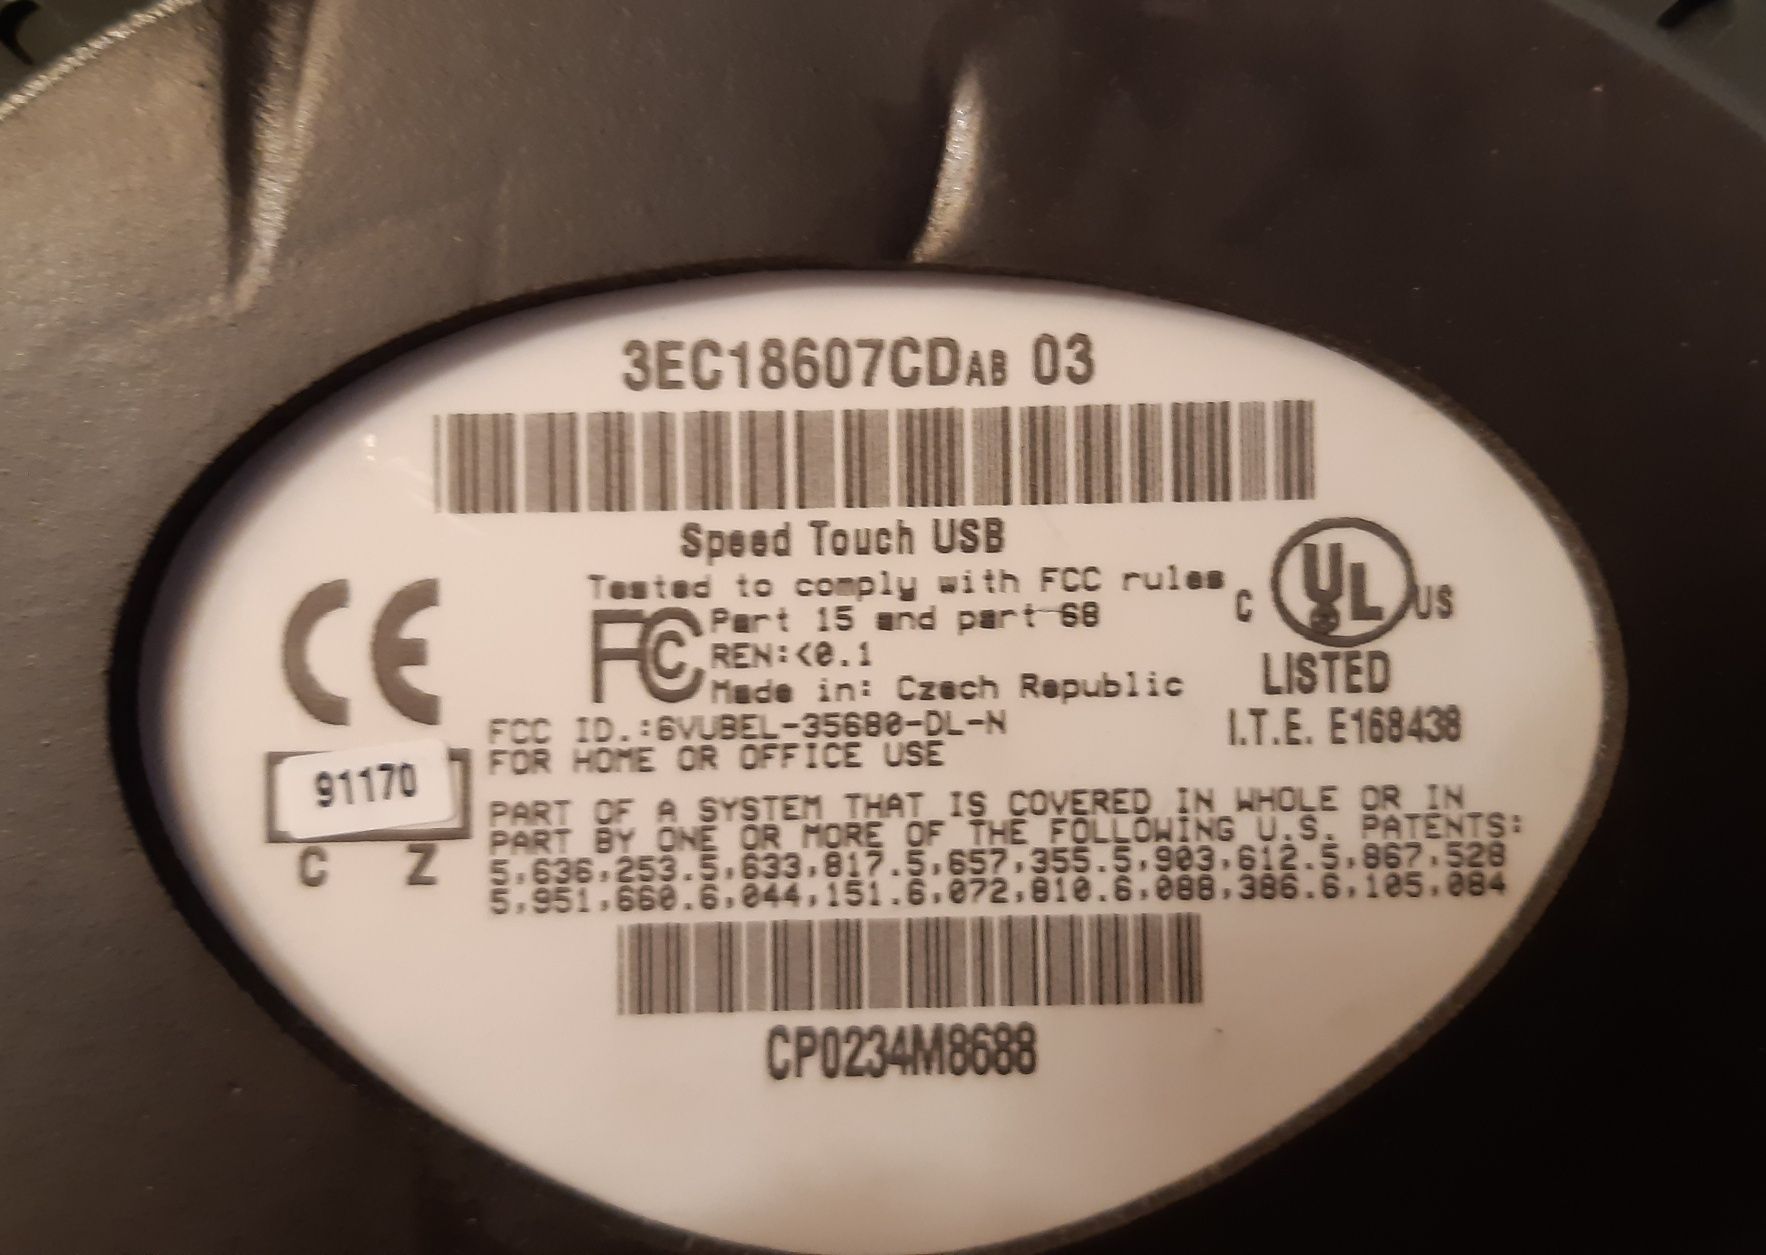 3EC18607CDAB 03
Speed Touch USB
Tested to comply with FCC rules
FC Part 15 and part 68
REN:<0.1
Made in: Czech Republic
FCC ID.:6VUBEL-35680-DL-N
FOR HOME OR OFFICE USE
CE
91170
C Z
C UL US
LISTED
I.T.E. E168438
PART OF A SYSTEM THAT IS COVERED IN WHOLE OR IN
PART BY ONE OR MORE OF THE FOLLOWING U.S. PATENTS:
5,636,253.5,633,817.5,657,355.5,903,612.5,867,528
5,951,660.6,044,151.6,072,810.6,088,386.6,105,084
CP0234M8688